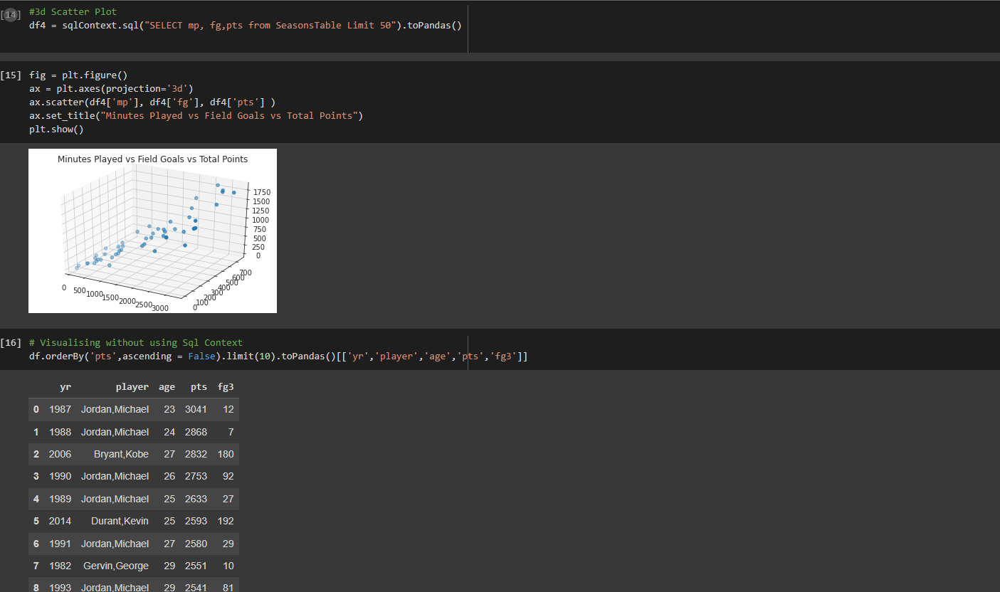 [14] #3d Scatter Plot
df4 = sqlContext.sql("SELECT mp, fg,pts from SeasonsTable Limit 50").toPandas()
[15] fig = plt.figure()
ax = plt.axes(projection='3d')
ax.scatter(df4['mp'], df4['fg'], df4['pts'] )
ax.set_title("Minutes Played vs Field Goals vs Total Points")
plt.show()
Minutes Played vs Field Goals vs Total Points
1750
1500
1250
1000
750
500
250
0
0 500 1000 1500 2000 2500 3000
0 100 200 300 400 500 600 700
[16] # Visualising without using Sql Context
df.orderBy('pts',ascending = False).limit(10).toPandas()[['yr','player','age','pts','fg3']]
yr player age pts fg3
0 1987 Jordan,Michael 23 3041 12
1 1988 Jordan,Michael 24 2868 7
2 2006 Bryant,Kobe 27 2832 180
3 1990 Jordan,Michael 26 2753 92
4 1989 Jordan,Michael 25 2633 27
5 2014 Durant,Kevin 25 2593 192
6 1991 Jordan,Michael 27 2580 29
7 1982 Gervin,George 29 2551 10
8 1993 Jordan,Michael 29 2541 81